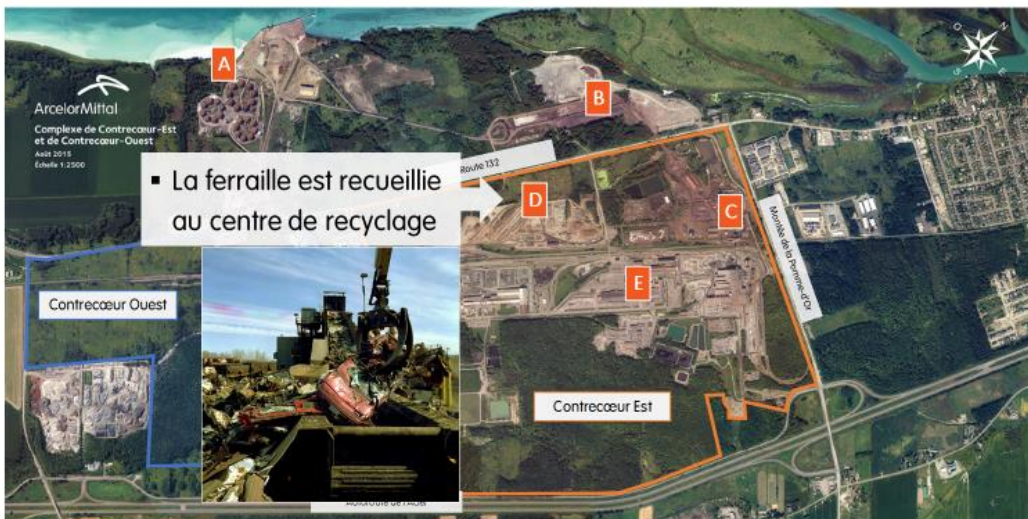 A
B
O N
S E
ArcelorMittal
Complexe de Contrecœur-Est
et de Contrecœur-Ouest
Août 2015
Échelle 1:2500
Route 132
▪ La ferraille est recueillie
au centre de recyclage
D
C
Montée de la Pomme-d'Or
E
Contrecœur Ouest
Contrecœur Est
Autoroute de l'Acier